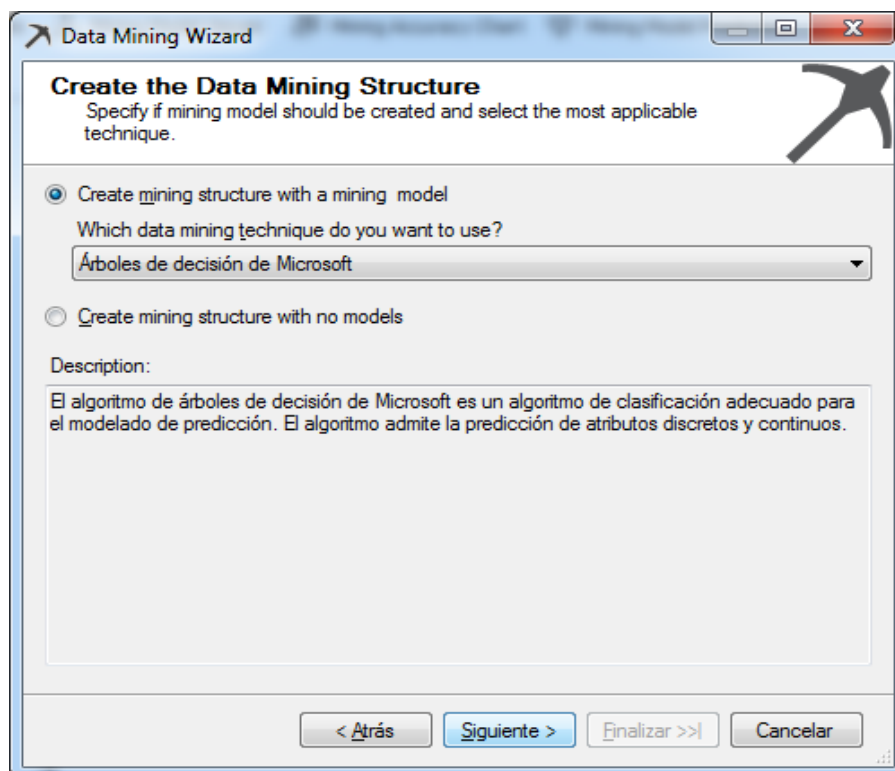 Data Mining Wizard
Create the Data Mining Structure
Specify if mining model should be created and select the most applicable
technique.
Create mining structure with a mining model
Which data mining technique do you want to use?
Árboles de decisión de Microsoft
Create mining structure with no models
Description:
El algoritmo de árboles de decisión de Microsoft es un algoritmo de clasificación adecuado para
el modelado de predicción. El algoritmo admite la predicción de atributos discretos y continuos.
< Atrás
Siguiente >
Finalizar >>|
Cancelar